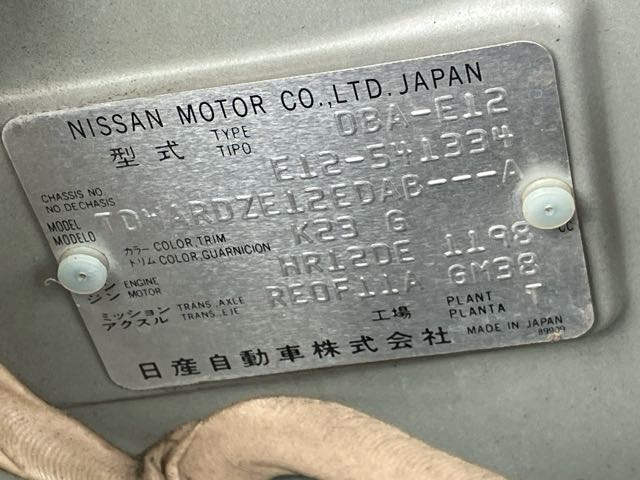 NISSAN MOTOR CO.,LTD. JAPAN
型式 TYPE TIPO DBA-E12
CHASSIS NO. NO.DECHASIS E12-541334
MODEL MODELO TDWARDZE12EDAB---A
カラー COLOR,TRIM トリム COLOR,GUARNICION K23 G
ン ENGINE ジン MOTOR HR12DE 1198 CC
ミッション TRANS.,AXLE アクスル TRANS.,EJE RE0F11A GM38
工場 PLANT PLANTA T
日産自動車株式会社 MADE IN JAPAN
89909